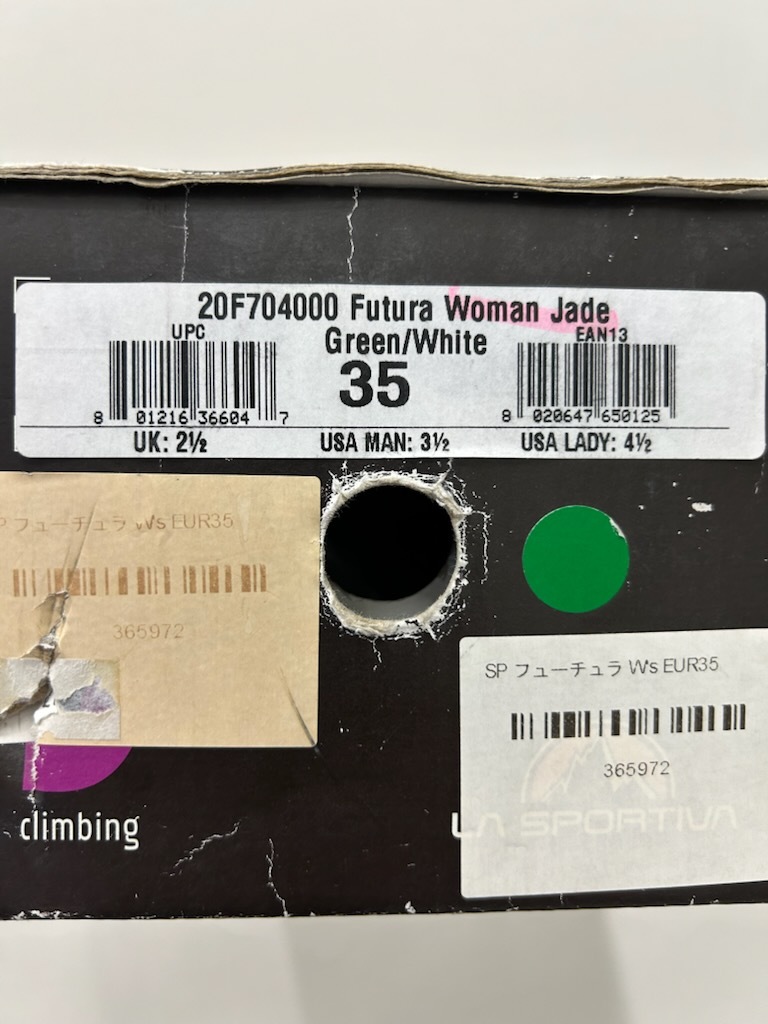 20F704000 Futura Woman Jade
Green/White
UPC
EAN13
35
8 01216 36604 7
8 020647 650125
UK: 2½
USA MAN: 3½
USA LADY: 4½
P フューチュラ Ws EUR35
365972
SP フューチュラ Ws EUR35
365972
climbing
LA SPORTIVA